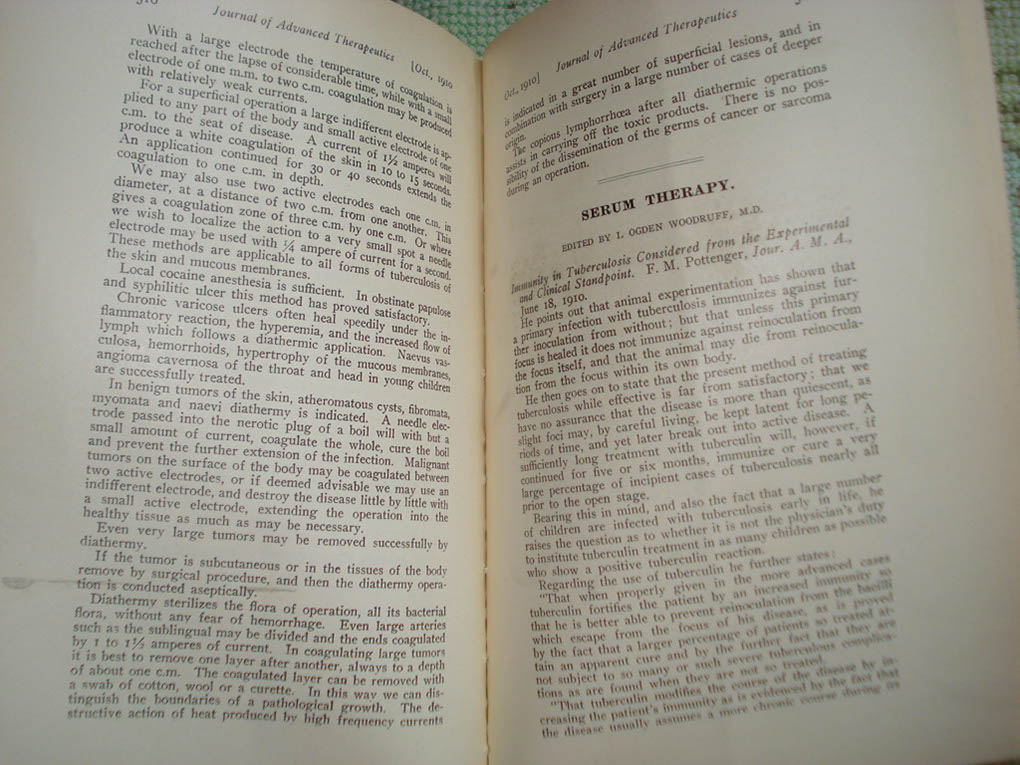 Journal of Advanced Therapeutics [Oct., 1910
With a large electrode the temperature of coagulation is
reached after the lapse of considerable time, while with a small
electrode of one m.m. to two c.m. coagulation may be produced
with relatively weak currents.
For a superficial operation a large indifferent electrode is ap-
plied to any part of the body and small active electrode of one
c.m. to the seat of disease. A current of 1½ amperes will
produce a white coagulation of the skin in 10 to 15 seconds.
An application continued for 30 or 40 seconds extends the
coagulation to one c.m. in depth.
We may also use two active electrodes each one c.m. in
diameter, at a distance of two c.m. from one another. This
gives a coagulation zone of three c.m. by one c.m. Or where
we wish to localize the action to a very small spot a needle
electrode may be used with ¼ ampere of current for a second.
These methods are applicable to all forms of tuberculosis of
the skin and mucous membranes.
Local cocaine anesthesia is sufficient. In obstinate papulose
and syphilitic ulcer this method has proved satisfactory.
Chronic varicose ulcers often heal speedily under the in-
flammatory reaction, the hyperemia, and the increased flow of
lymph which follows a diathermic application. Naevus vas-
culosa, hemorrhoids, hypertrophy of the mucous membranes,
angioma cavernosa of the throat and head in young children
are successfully treated.
In benign tumors of the skin, atheromatous cysts, fibromata,
myomata and naevi diathermy is indicated. A needle elec-
trode passed into the nerotic plug of a boil will with but a
small amount of current, coagulate the whole, cure the boil
and prevent the further extension of the infection. Malignant
tumors on the surface of the body may be coagulated between
two active electrodes, or if deemed advisable we may use an
indifferent electrode, and destroy the disease little by little with
a small active electrode, extending the operation into the
healthy tissue as much as may be necessary.
Even very large tumors may be removed successfully by
diathermy.
If the tumor is subcutaneous or in the tissues of the body
remove by surgical procedure, and then the diathermy opera-
tion is conducted aseptically.
Diathermy sterilizes the flora of operation, all its bacterial
flora, without any fear of hemorrhage. Even large arteries
such as the sublingual may be divided and the ends coagulated
by 1 to 1½ amperes of current. In coagulating large tumors
it is best to remove one layer after another, always to a depth
of about one c.m. The coagulated layer can be removed with
a swab of cotton, wool or a curette. In this way we can dis-
tinguish the boundaries of a pathological growth. The de-
structive action of heat produced by high frequency currents
Oct., 1910] Journal of Advanced Therapeutics
is indicated in a great number of superficial lesions, and in
combination with surgery in a large number of cases of deeper
origin.
The copious lymphorrhœa after all diathermic operations
assists in carrying off the toxic products. There is no pos-
sibility of the dissemination of the germs of cancer or sarcoma
during an operation.
SERUM THERAPY.
EDITED BY I. OGDEN WOODRUFF, M.D.
Immunity in Tuberculosis Considered from the Experimental
and Clinical Standpoint. F. M. Pottenger, Jour. A. M. A.,
June 18, 1910.
He points out that animal experimentation has shown that
a primary infection with tuberculosis immunizes against fur-
ther inoculation from without; but that unless this primary
focus is healed it does not immunize against reinoculation from
the focus itself, and that the animal may die from reinocula-
tion from the focus within its own body.
He then goes on to state that the present method of treating
tuberculosis while effective is far from satisfactory; that we
have no assurance that the disease is more than quiescent, as
slight foci may, by careful living, be kept latent for long pe-
riods of time, and yet later break out into active disease. A
sufficiently long treatment with tuberculin will, however, if
continued for five or six months, immunize or cure a very
large percentage of incipient cases of tuberculosis nearly all
prior to the open stage.
Bearing this in mind, and also the fact that a large number
of children are infected with tuberculosis early in life, he
raises the question as to whether it is not the physician's duty
to institute tuberculin treatment in as many children as possible
who show a positive tuberculin reaction.
Regarding the use of tuberculin he further states:
"That when properly given in the more advanced cases
tuberculin fortifies the patient by an increased immunity so
that he is better able to prevent reinoculation from the bacilli
which escape from the focus of his disease, as is proved
by the fact that a larger percentage of patients so treated at-
tain an apparent cure and by the further fact that they are
not subject to so many or such severe tuberculous complica-
tions as are found when they are not so treated.
"That tuberculin modifies the course of the disease by in-
creasing the patient's immunity as is evidenced by the fact that
the disease usually assumes a more chronic course during its